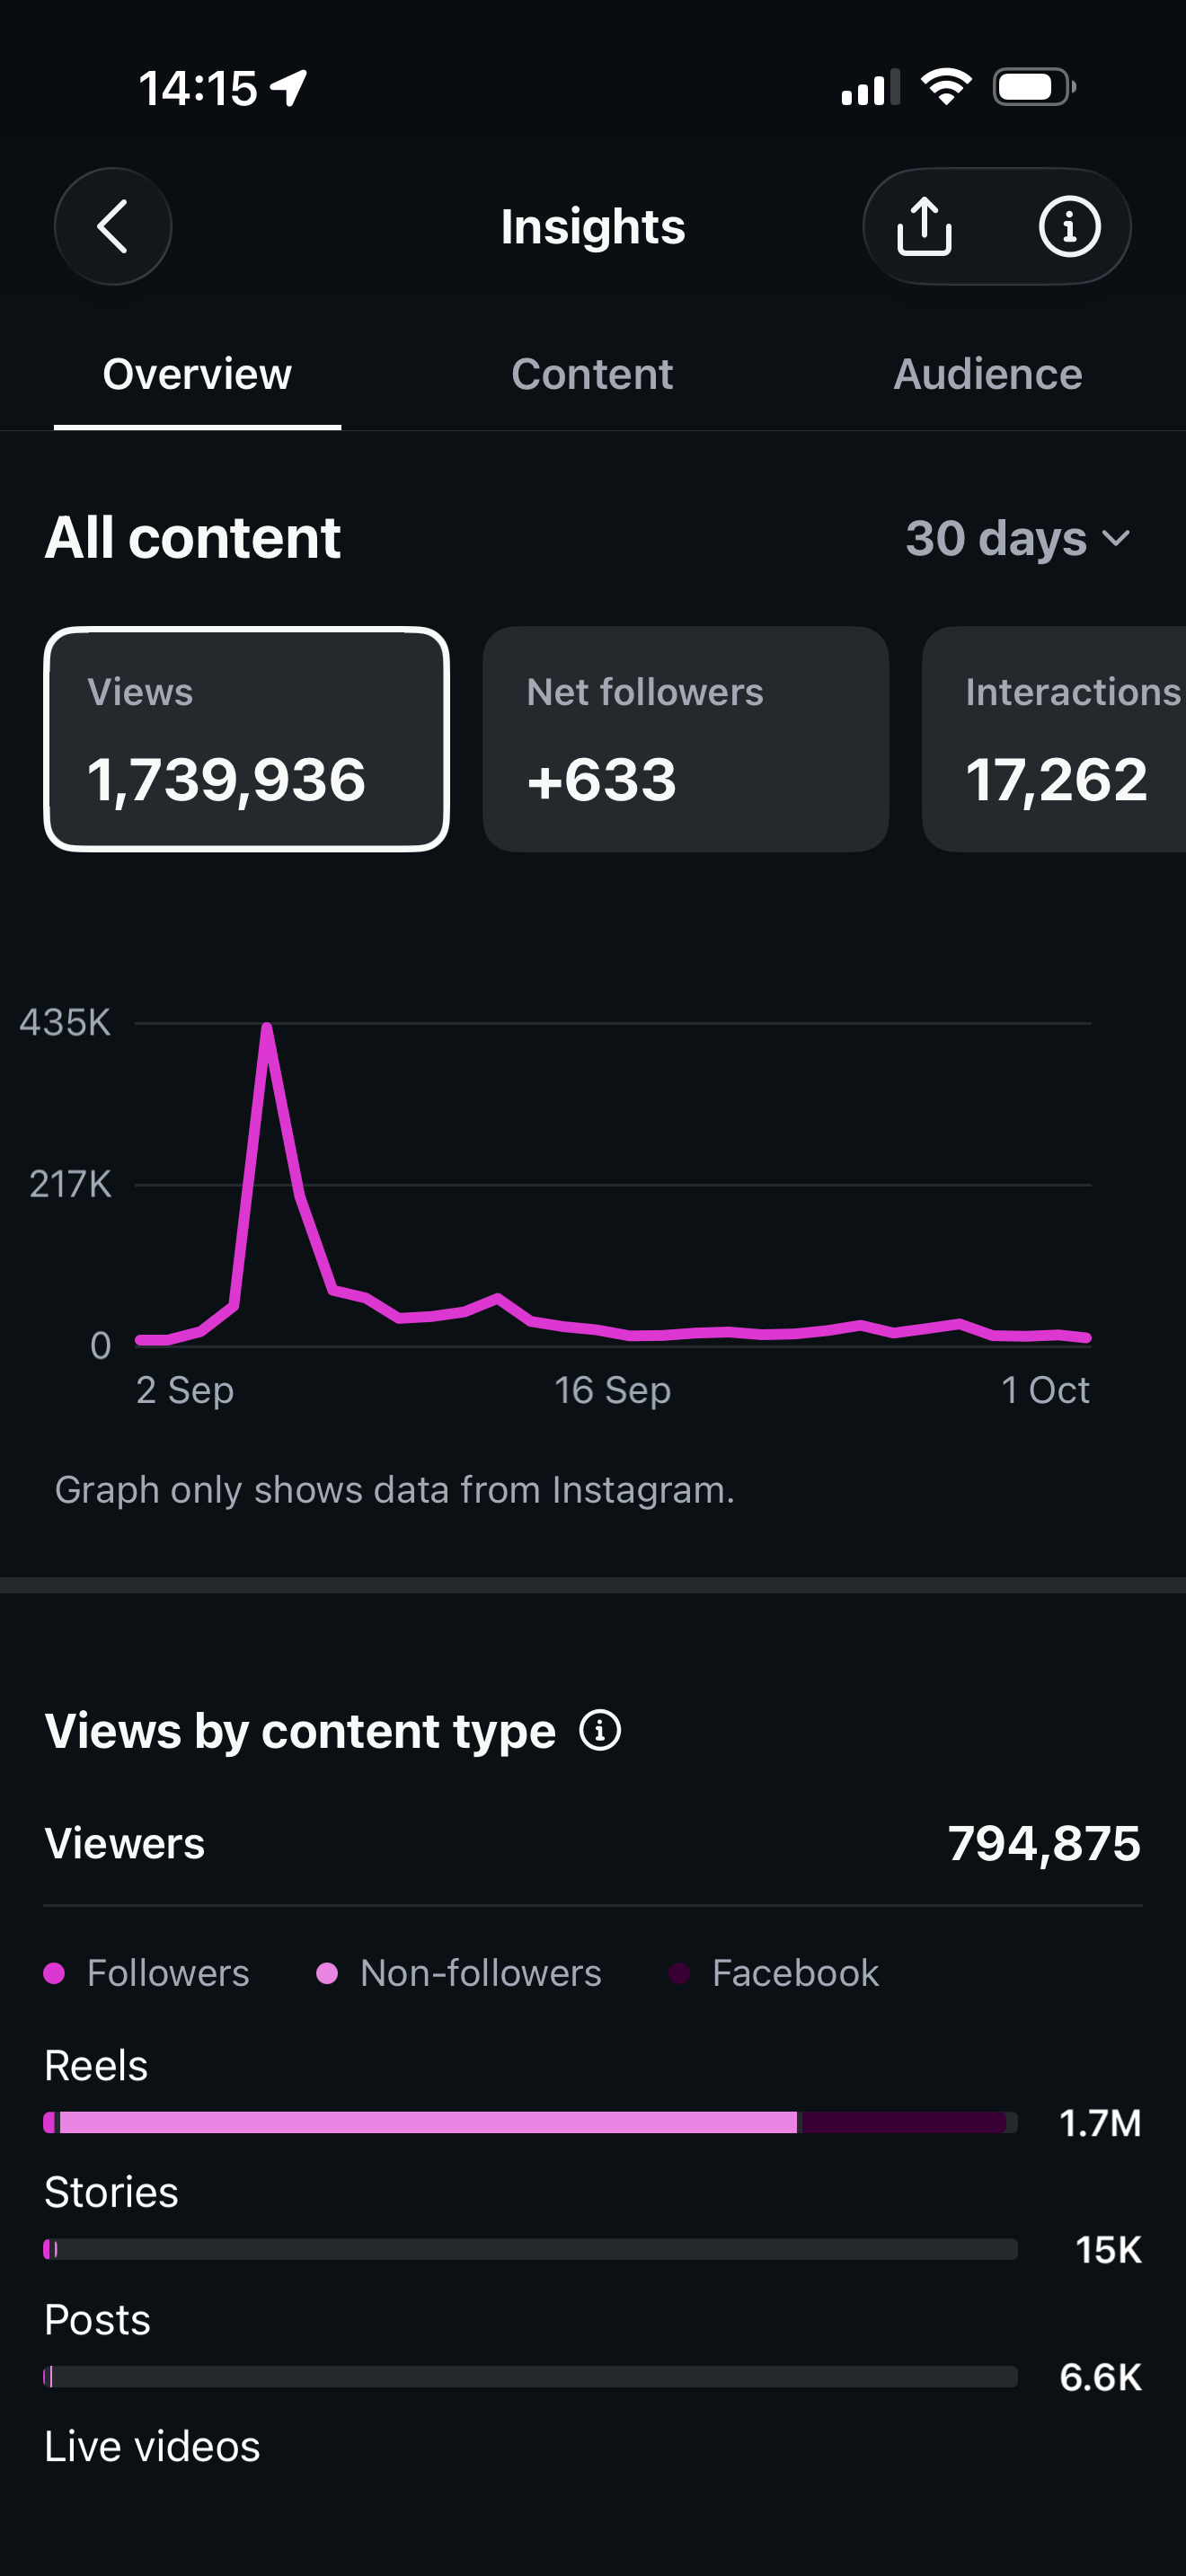 14:15
Insights
Overview Content Audience
All content 30 days
Views Net followers Interactions
1,739,936 +633 17,262
435K
217K
0
2 Sep 16 Sep 1 Oct
Graph only shows data from Instagram.
Views by content type
Viewers 794,875
Followers Non-followers Facebook
Reels
1.7M
Stories
15K
Posts
6.6K
Live videos